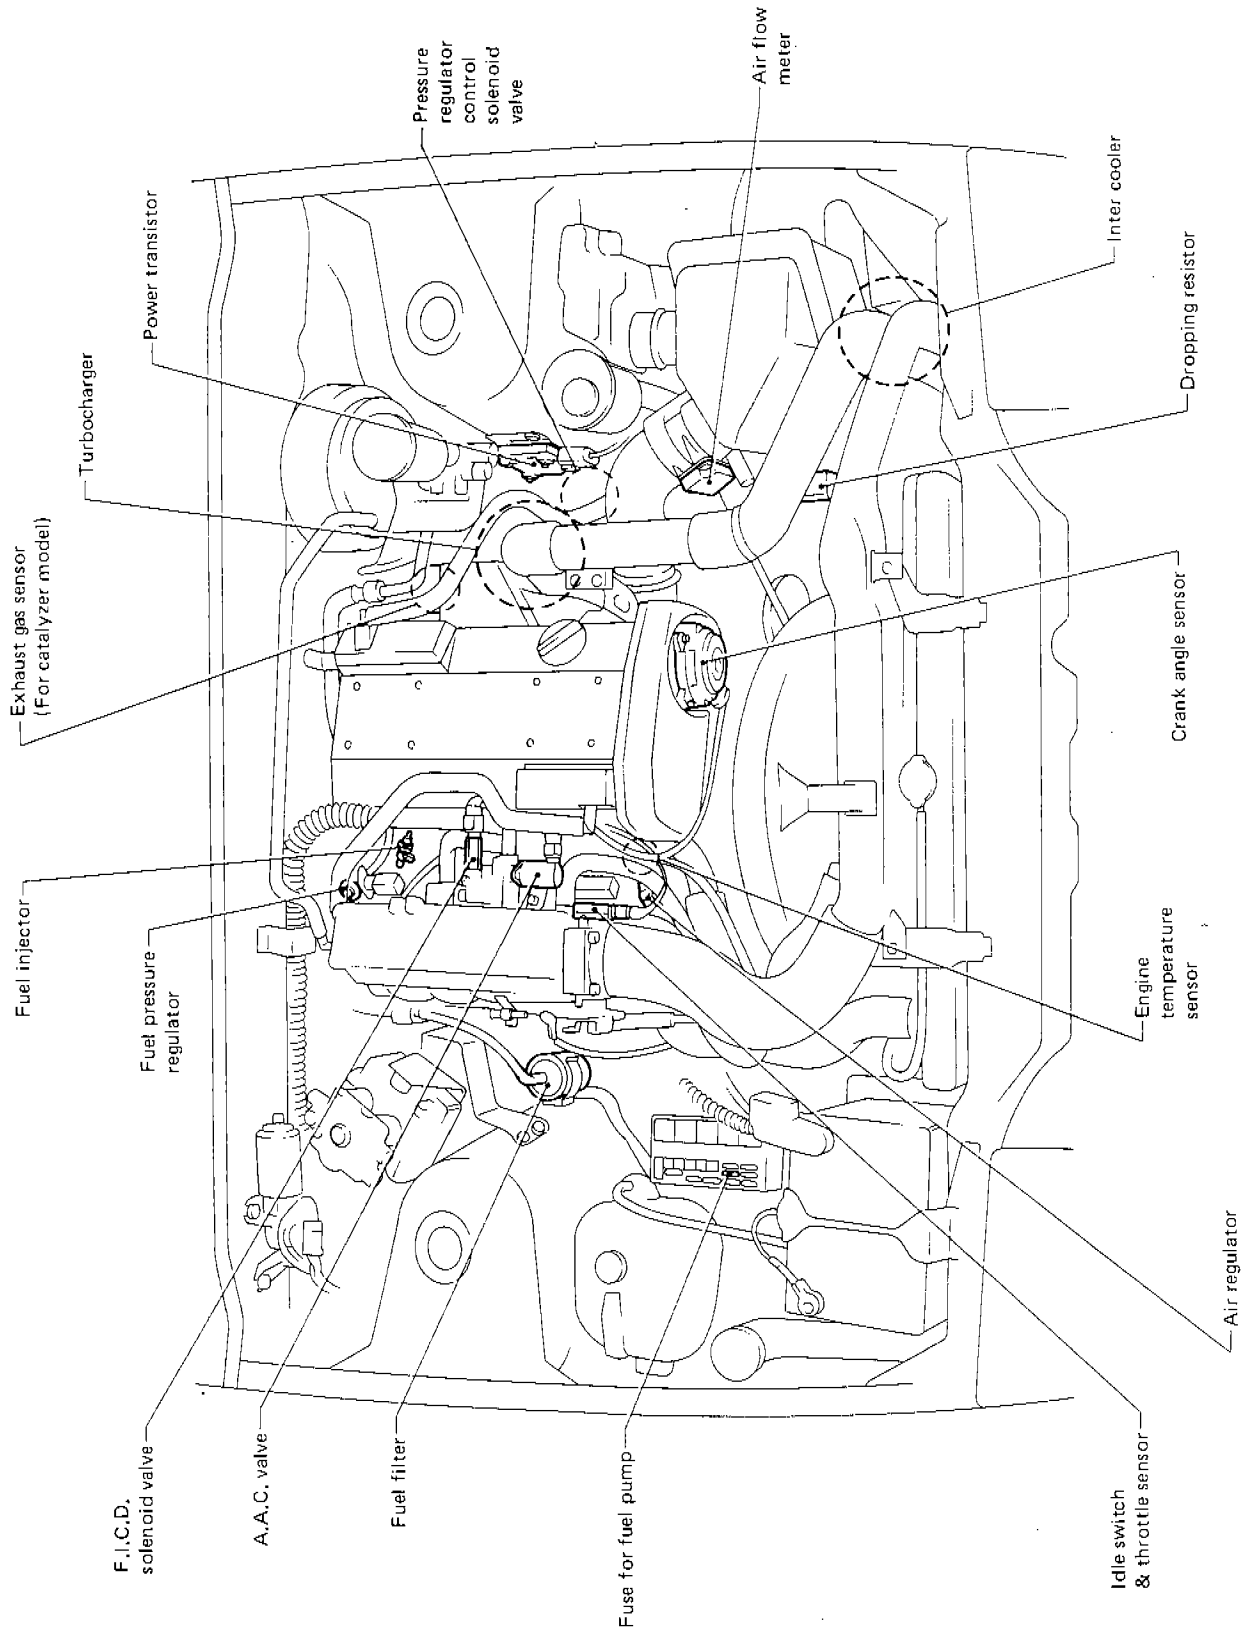 F.I.C.D.
solenoid valve
A.A.C. valve
Fuel filter
Fuse for fuel pump
Idle switch
& throttle sensor
Fuel injector
Fuel pressure
regulator
Exhaust gas sensor
(For catalyzer model)
Turbocharger
Power transistor
Pressure
regulator
control
solenoid
valve
Air flow
meter
Inter cooler
Dropping resistor
Crank angle sensor
Engine
temperature
sensor
Air regulator